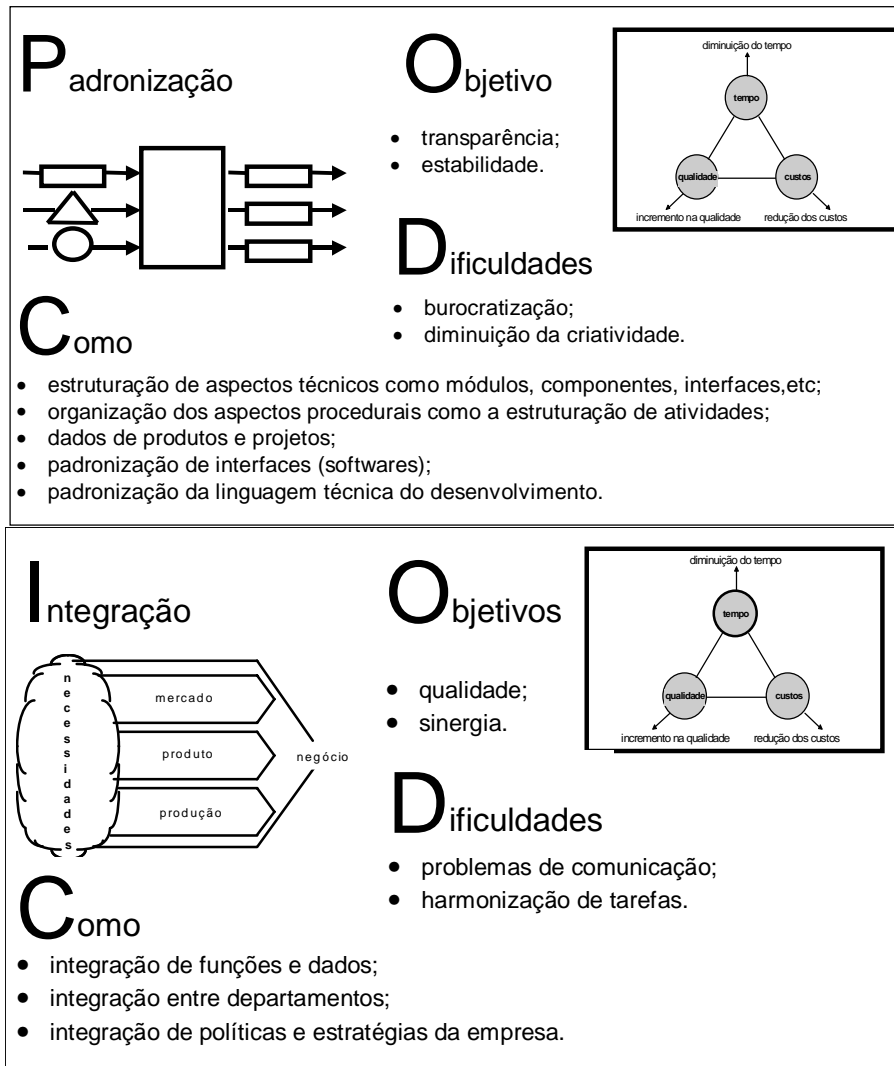 Padronização
Objetivo
• transparência;
• estabilidade.
diminuição do tempo
tempo
qualidade
custos
incremento na qualidade
redução dos custos
Dificuldades
• burocratização;
• diminuição da criatividade.
Como
• estruturação de aspectos técnicos como módulos, componentes, interfaces,etc;
• organização dos aspectos procedurais como a estruturação de atividades;
• dados de produtos e projetos;
• padronização de interfaces (softwares);
• padronização da linguagem técnica do desenvolvimento.
Integração
necessidades
mercado
produto
produção
negócio
Objetivos
• qualidade;
• sinergia.
diminuição do tempo
tempo
qualidade
custos
incremento na qualidade
redução dos custos
Dificuldades
• problemas de comunicação;
• harmonização de tarefas.
Como
• integração de funções e dados;
• integração entre departamentos;
• integração de políticas e estratégias da empresa.